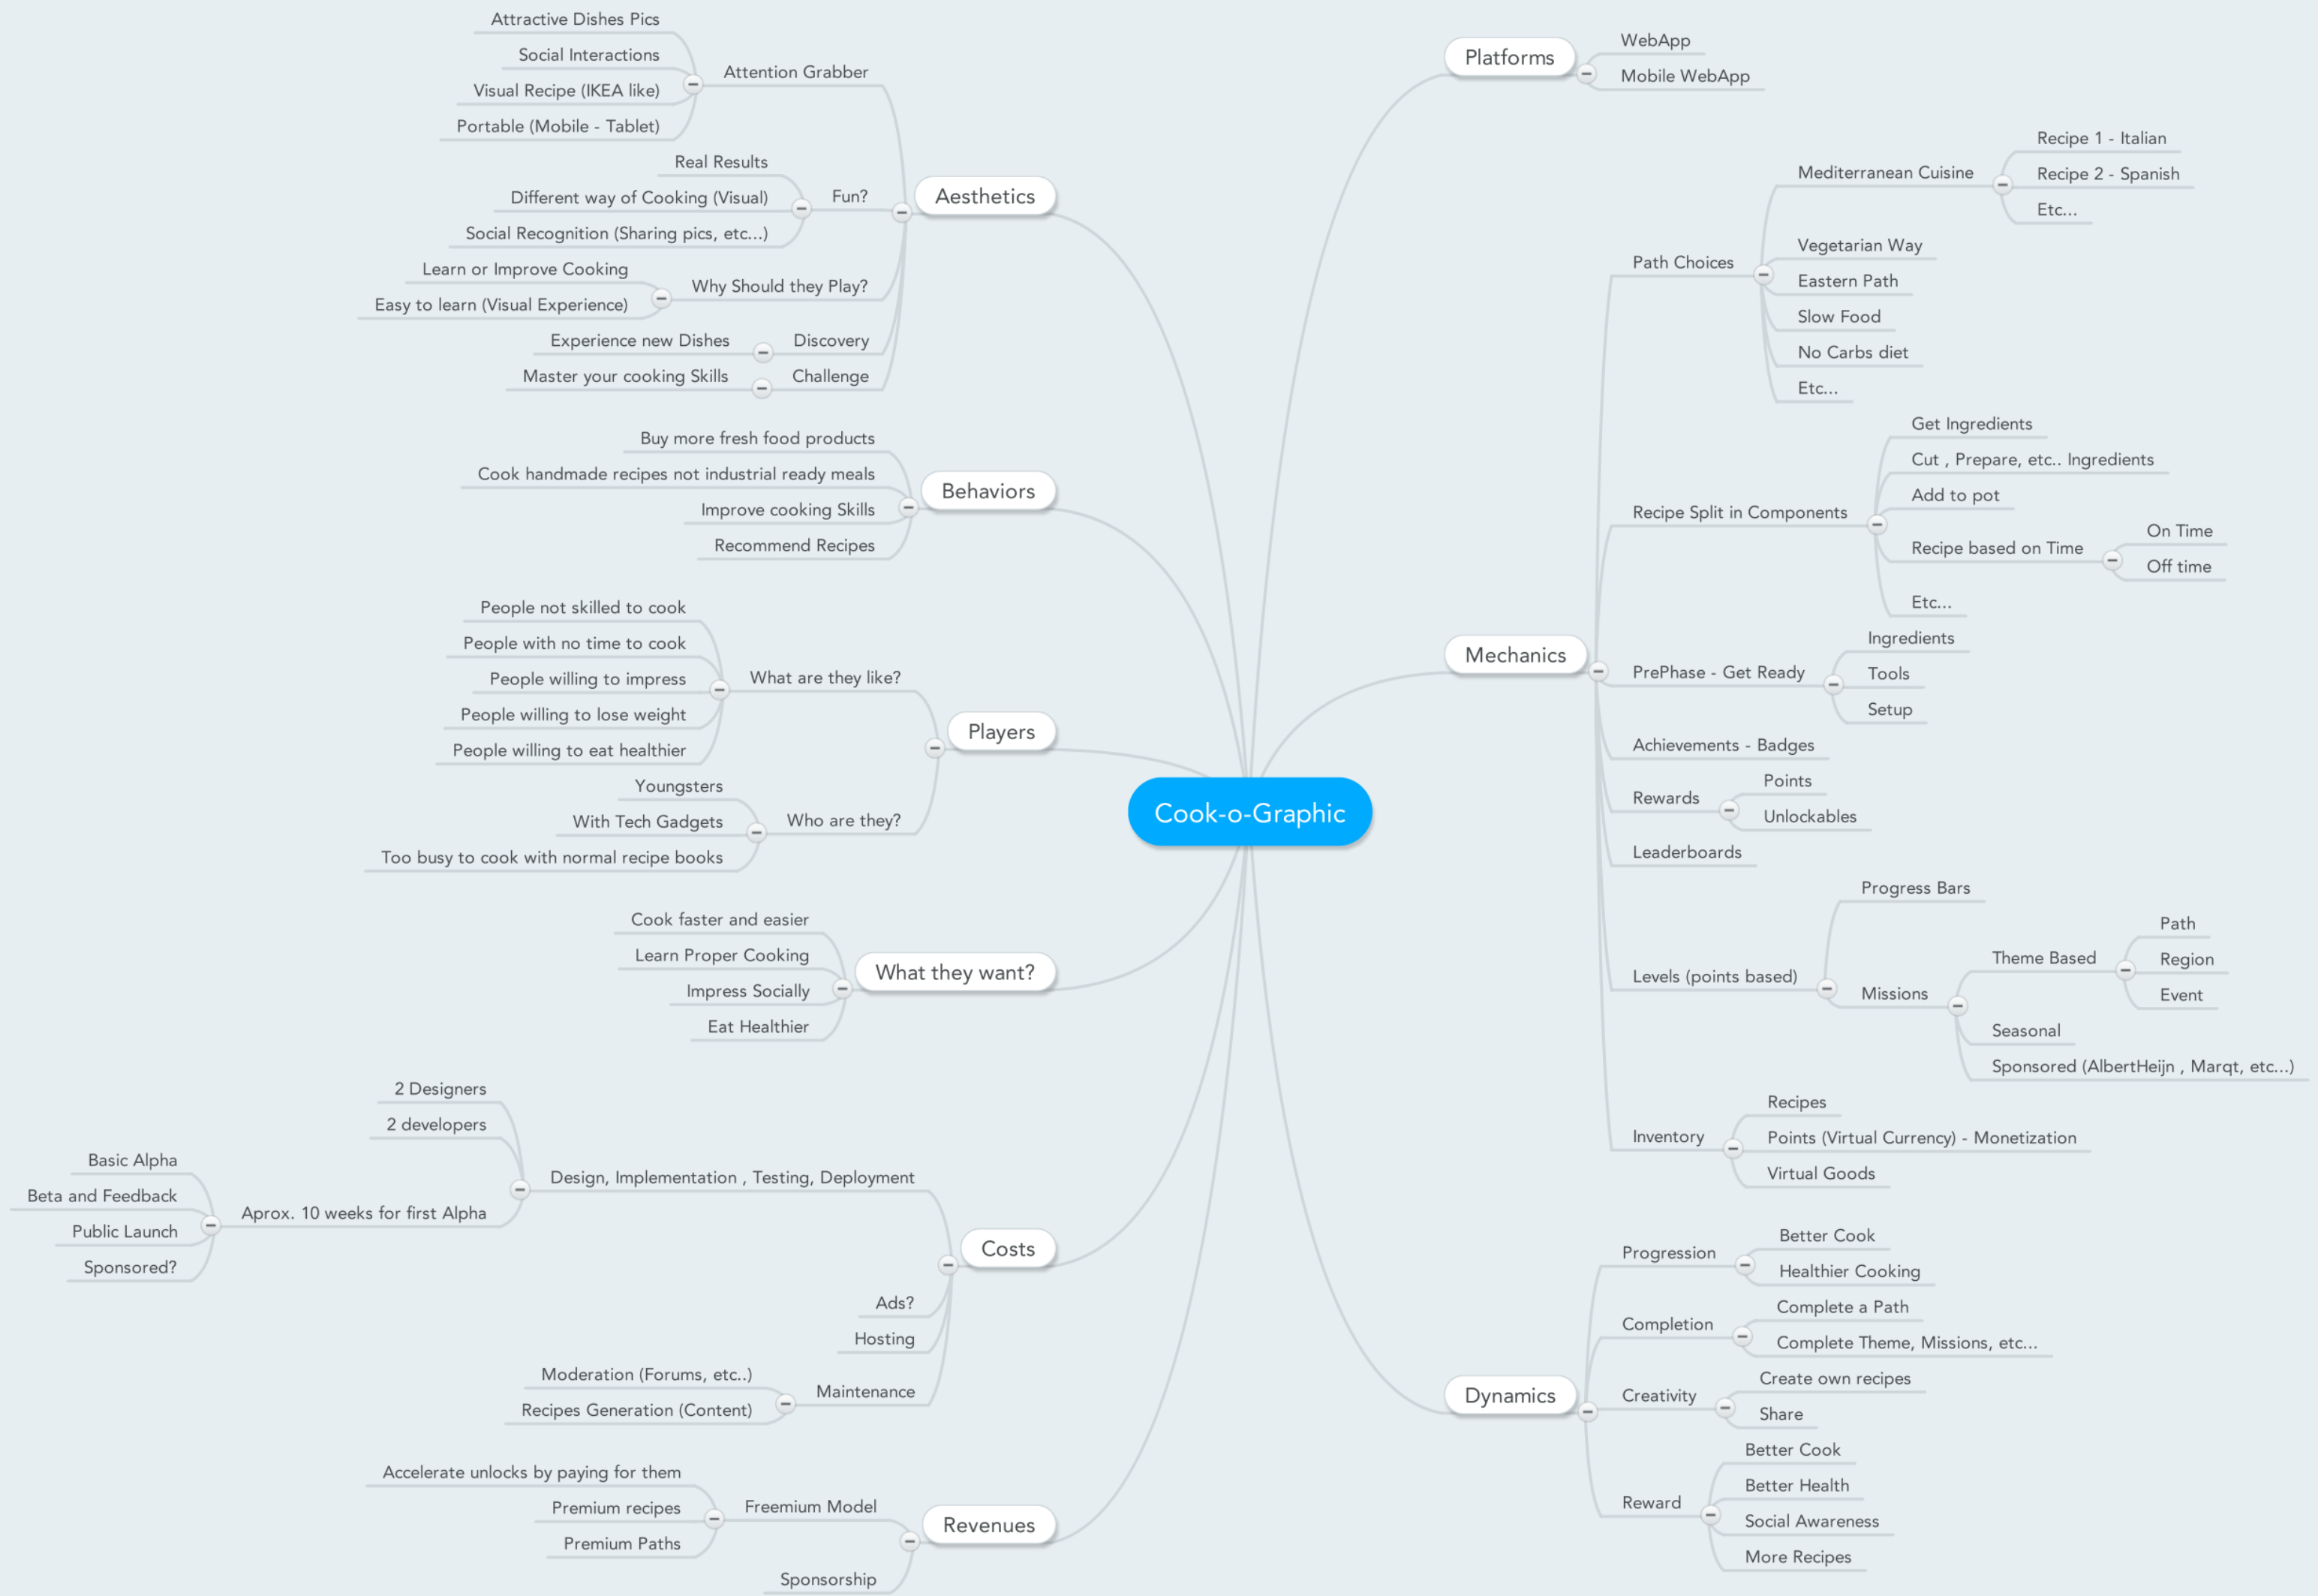 Cook-o-Graphic
Platforms
WebApp
Mobile WebApp
Mechanics
Path Choices
Mediterranean Cuisine
Recipe 1 - Italian
Recipe 2 - Spanish
Etc...
Vegetarian Way
Eastern Path
Slow Food
No Carbs diet
Etc...
Recipe Split in Components
Get Ingredients
Cut , Prepare, etc.. Ingredients
Add to pot
Recipe based on Time
On Time
Off time
Etc...
PrePhase - Get Ready
Ingredients
Tools
Setup
Achievements - Badges
Rewards
Points
Unlockables
Leaderboards
Levels (points based)
Progress Bars
Missions
Theme Based
Path
Region
Event
Seasonal
Sponsored (AlbertHeijn , Marqt, etc...)
Inventory
Recipes
Points (Virtual Currency) - Monetization
Virtual Goods
Dynamics
Progression
Better Cook
Healthier Cooking
Completion
Complete a Path
Complete Theme, Missions, etc...
Creativity
Create own recipes
Share
Reward
Better Cook
Better Health
Social Awareness
More Recipes
Aesthetics
Attention Grabber
Attractive Dishes Pics
Social Interactions
Visual Recipe (IKEA like)
Portable (Mobile - Tablet)
Fun?
Real Results
Different way of Cooking (Visual)
Social Recognition (Sharing pics, etc...)
Why Should they Play?
Learn or Improve Cooking
Easy to learn (Visual Experience)
Discovery
Experience new Dishes
Challenge
Master your cooking Skills
Behaviors
Buy more fresh food products
Cook handmade recipes not industrial ready meals
Improve cooking Skills
Recommend Recipes
Players
What are they like?
People not skilled to cook
People with no time to cook
People willing to impress
People willing to lose weight
People willing to eat healthier
Who are they?
Youngsters
With Tech Gadgets
Too busy to cook with normal recipe books
What they want?
Cook faster and easier
Learn Proper Cooking
Impress Socially
Eat Healthier
Costs
Design, Implementation , Testing, Deployment
2 Designers
2 developers
Aprox. 10 weeks for first Alpha
Basic Alpha
Beta and Feedback
Public Launch
Sponsored?
Ads?
Hosting
Maintenance
Moderation (Forums, etc..)
Recipes Generation (Content)
Revenues
Freemium Model
Accelerate unlocks by paying for them
Premium recipes
Premium Paths
Sponsorship